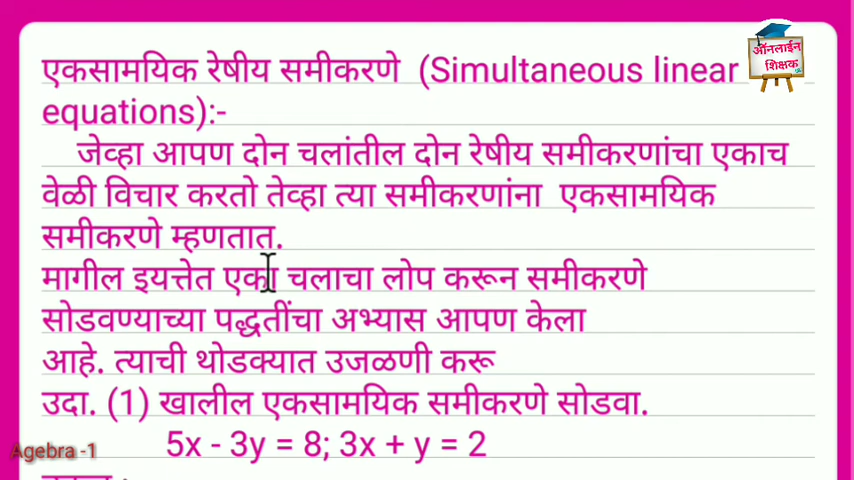 एकसामयिक रेषीय समीकरणे (Simultaneous linear
equations):-
जेव्हा आपण दोन चलांतील दोन रेषीय समीकरणांचा एकाच
वेळी विचार करतो तेव्हा त्या समीकरणांना एकसामयिक
समीकरणे म्हणतात.
मागील इयत्तेत एका चलाचा लोप करून समीकरणे
सोडवण्याच्या पद्धतींचा अभ्यास आपण केला
आहे. त्याची थोडक्यात उजळणी करू
उदा. (1) खालील एकसामयिक समीकरणे सोडवा.
5x - 3y = 8; 3x + y = 2
Agebra -1
ऑनलाईन
शिक्षक